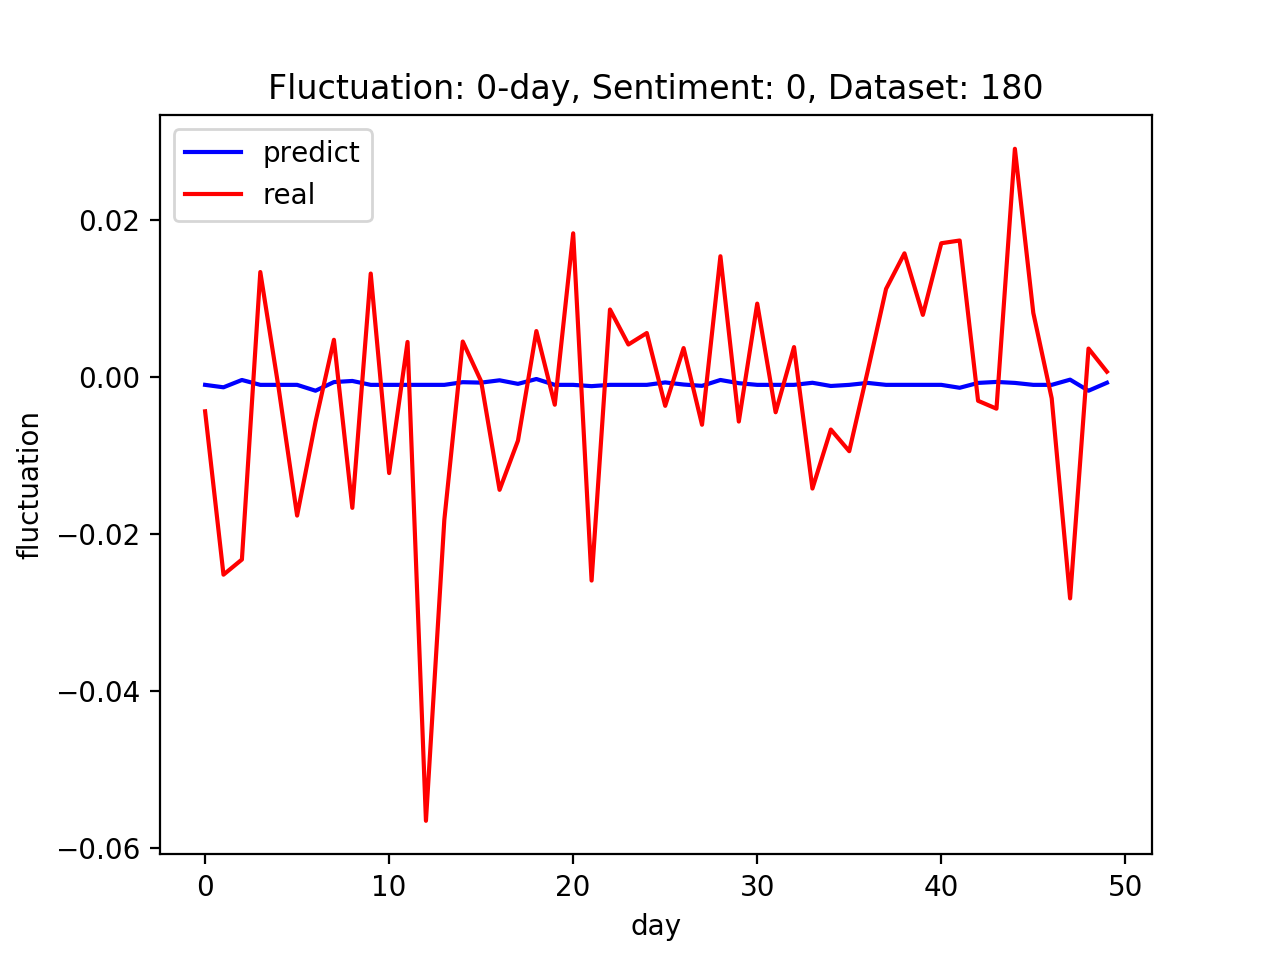 Fluctuation: 0-day, Sentiment: 0, Dataset: 180
predict
real
0.02
0.00
−0.02
−0.04
−0.06
fluctuation
0 10 20 30 40 50
day